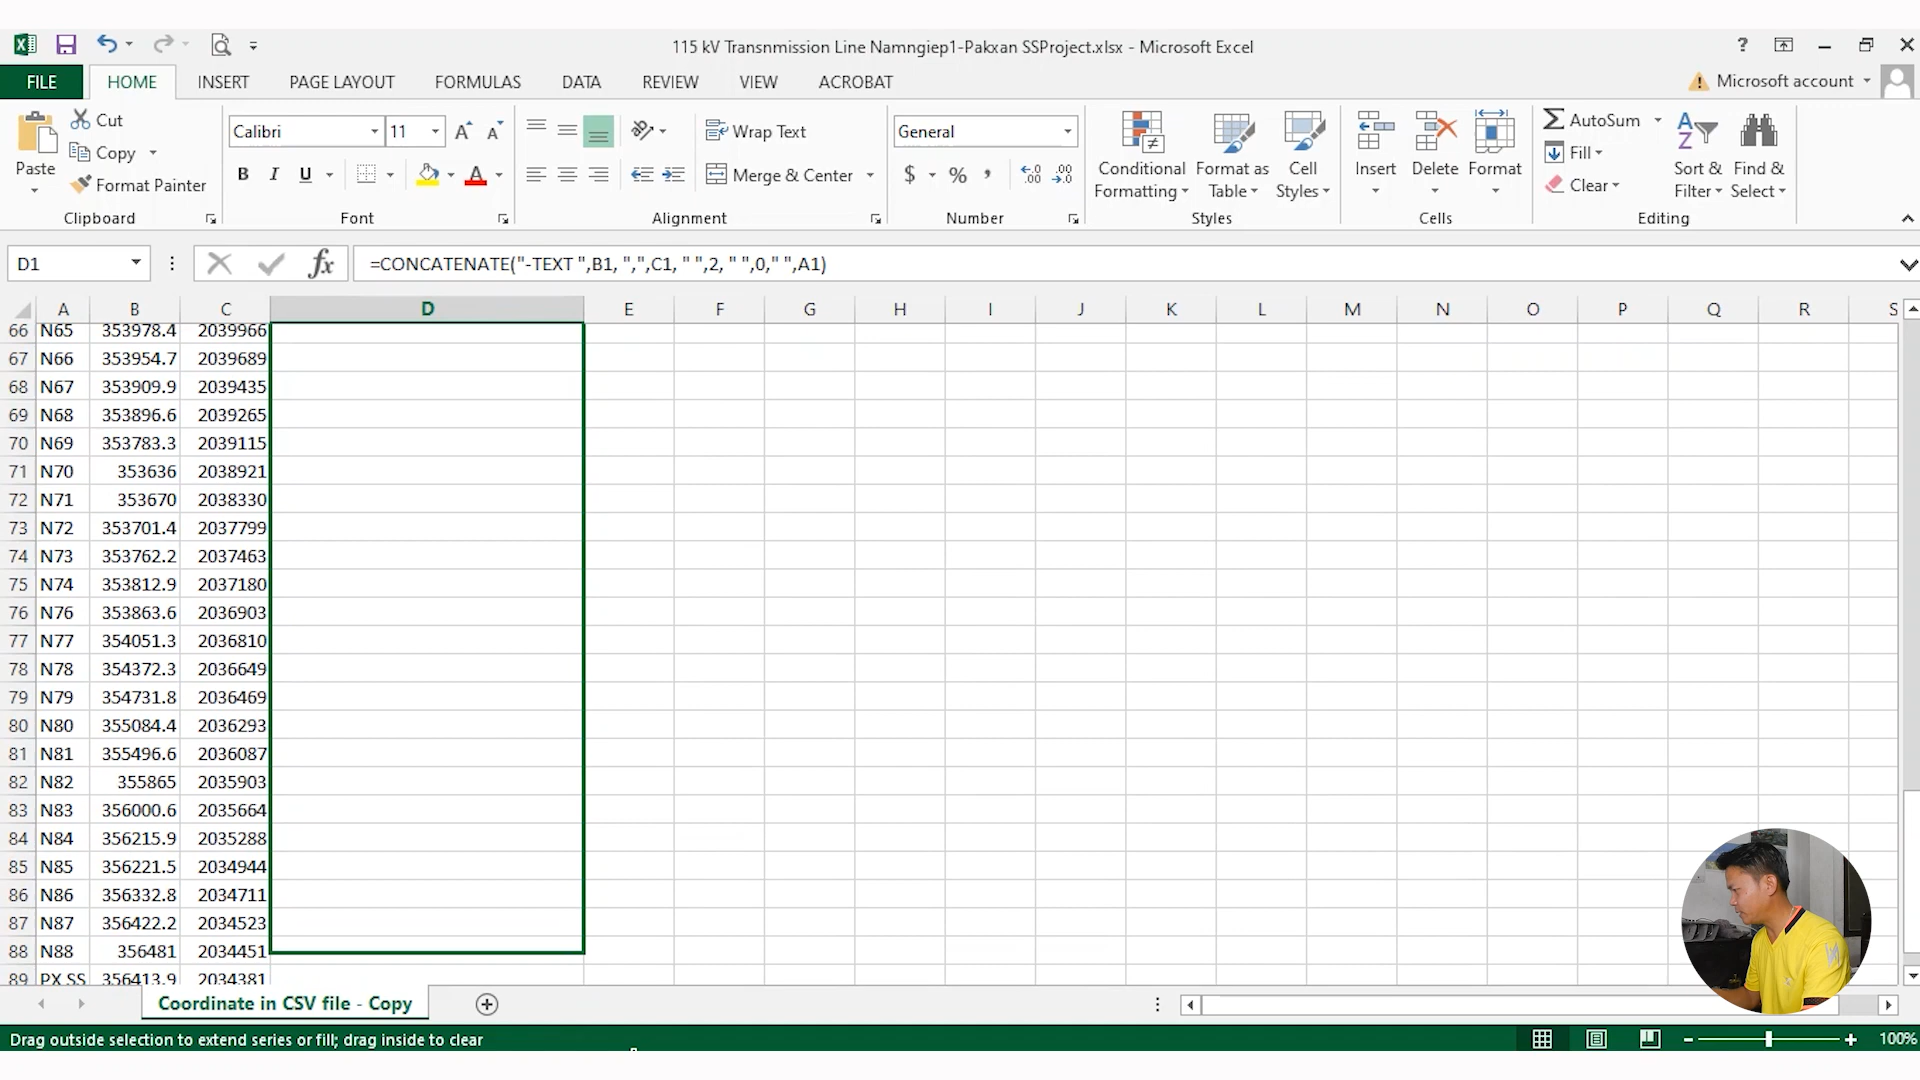 115 kV Transnmission Line Namngiep1-Pakxan SSProject.xlsx - Microsoft Excel
?
FILE HOME INSERT PAGE LAYOUT FORMULAS DATA REVIEW VIEW ACROBAT Microsoft account
Paste Cut Copy Format Painter
Clipboard
Calibri 11
B I U A
Font
Wrap Text
Merge & Center
Alignment
General
$ % ,
Number
Conditional Formatting
Format as Table
Cell Styles
Styles
Insert Delete Format
Cells
AutoSum
Fill
Clear
Sort & Filter
Find & Select
Editing
D1 fx =CONCATENATE("-TEXT ",B1, ",",C1, " ",2, " ",0," ",A1)
A B C D E F G H I J K L M N O P Q R S
66 N65 353978.4 2039966
67 N66 353954.7 2039689
68 N67 353909.9 2039435
69 N68 353896.6 2039265
70 N69 353783.3 2039115
71 N70 353636 2038921
72 N71 353670 2038330
73 N72 353701.4 2037799
74 N73 353762.2 2037463
75 N74 353812.9 2037180
76 N76 353863.6 2036903
77 N77 354051.3 2036810
78 N78 354372.3 2036649
79 N79 354731.8 2036469
80 N80 355084.4 2036293
81 N81 355496.6 2036087
82 N82 355865 2035903
83 N83 356000.6 2035664
84 N84 356215.9 2035288
85 N85 356221.5 2034944
86 N86 356332.8 2034711
87 N87 356422.2 2034523
88 N88 356481 2034451
89 PX SS 356413.9 2034381
Coordinate in CSV file - Copy
Drag outside selection to extend series or fill; drag inside to clear
100%